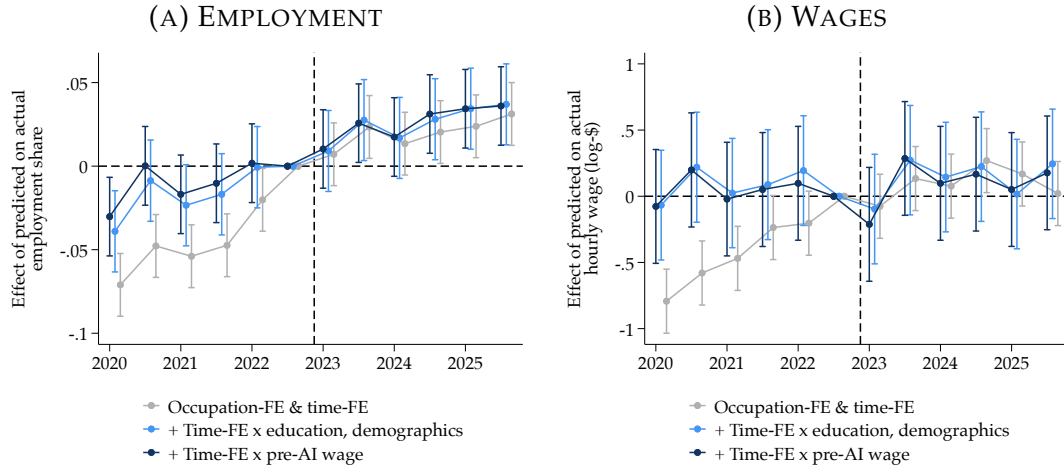 (A) EMPLOYMENT
Effect of predicted on actual
employment share
.05
0
-.05
-.1
2020 2021 2022 2023 2024 2025
Occupation-FE & time-FE
+ Time-FE x education, demographics
+ Time-FE x pre-AI wage
(B) WAGES
Effect of predicted on actual
hourly wage (log-$)
1
.5
0
-.5
-1
2020 2021 2022 2023 2024 2025
Occupation-FE & time-FE
+ Time-FE x education, demographics
+ Time-FE x pre-AI wage